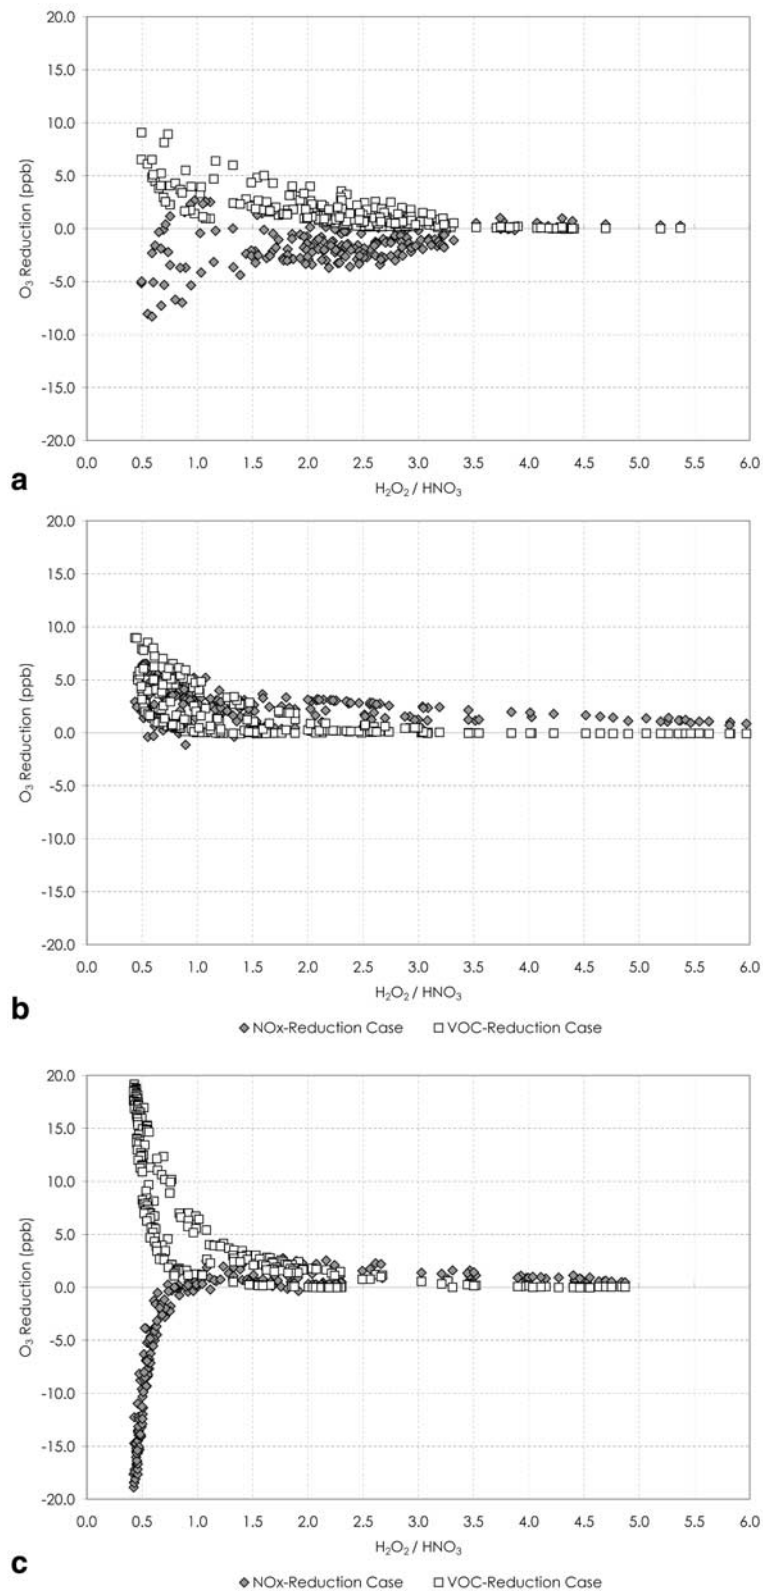 20.0
15.0
10.0
5.0
0.0
-5.0
-10.0
-15.0
-20.0
O₃ Reduction (ppb)
0.0 0.5 1.0 1.5 2.0 2.5 3.0 3.5 4.0 4.5 5.0 5.5 6.0
H₂O₂ / HNO₃
a
20.0
15.0
10.0
5.0
0.0
-5.0
-10.0
-15.0
-20.0
O₃ Reduction (ppb)
0.0 0.5 1.0 1.5 2.0 2.5 3.0 3.5 4.0 4.5 5.0 5.5 6.0
H₂O₂ / HNO₃
b
NOx-Reduction Case VOC-Reduction Case
20.0
15.0
10.0
5.0
0.0
-5.0
-10.0
-15.0
-20.0
O₃ Reduction (ppb)
0.0 0.5 1.0 1.5 2.0 2.5 3.0 3.5 4.0 4.5 5.0 5.5 6.0
H₂O₂ / HNO₃
c
NOx-Reduction Case VOC-Reduction Case